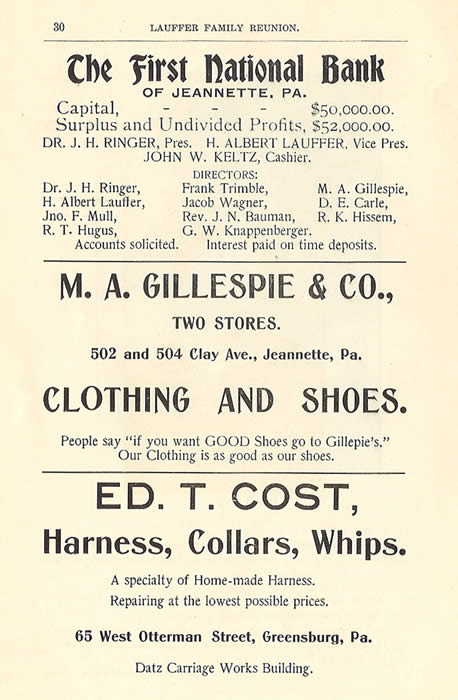 30 LAUFFER FAMILY REUNION.
The First National Bank
OF JEANNETTE, PA.
Capital, - - - $50,000.00.
Surplus and Undivided Profits, $52,000.00.
DR. J. H. RINGER, Pres. H. ALBERT LAUFFER, Vice Pres.
JOHN W. KELTZ, Cashier.
DIRECTORS:
Dr. J. H. Ringer, Frank Trimble, M. A. Gillespie,
H. Albert Lauffer, Jacob Wagner, D. E. Carle,
Jno. F. Mull, Rev. J. N. Bauman, R. K. Hissem,
R. T. Hugus, G. W. Knappenberger.
Accounts solicited. Interest paid on time deposits.
M. A. GILLESPIE & CO.,
TWO STORES.
502 and 504 Clay Ave., Jeannette, Pa.
CLOTHING AND SHOES.
People say "if you want GOOD Shoes go to Gillepie's."
Our Clothing is as good as our shoes.
ED. T. COST,
Harness, Collars, Whips.
A specialty of Home-made Harness.
Repairing at the lowest possible prices.
65 West Otterman Street, Greensburg, Pa.
Datz Carriage Works Building.